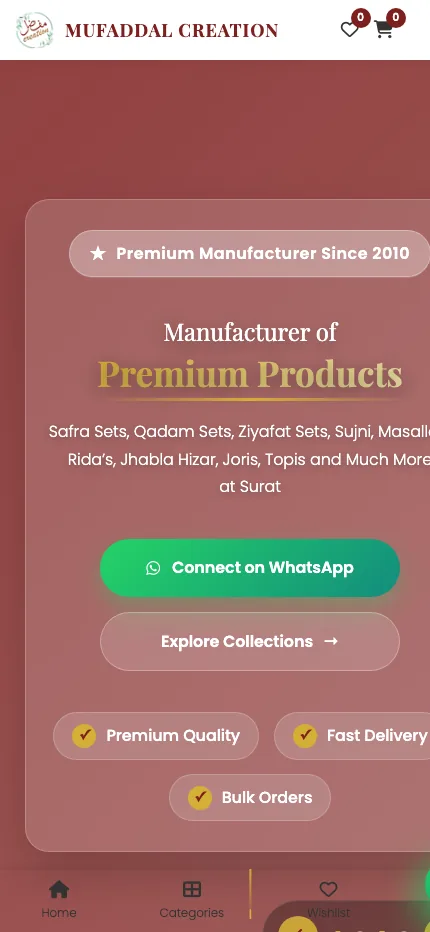 MUFADDAL CREATION
0
0
★ Premium Manufacturer Since 2010
Manufacturer of
Premium Products
Safra Sets, Qadam Sets, Ziyafat Sets, Sujni,
Rida's, Jhabla Hizar, Joris, Topis and Much More
at Surat
Connect on WhatsApp
Explore Collections →
✓ Premium Quality
✓ Fast Delivery
✓ Bulk Orders
Home
Categories
Wishlist